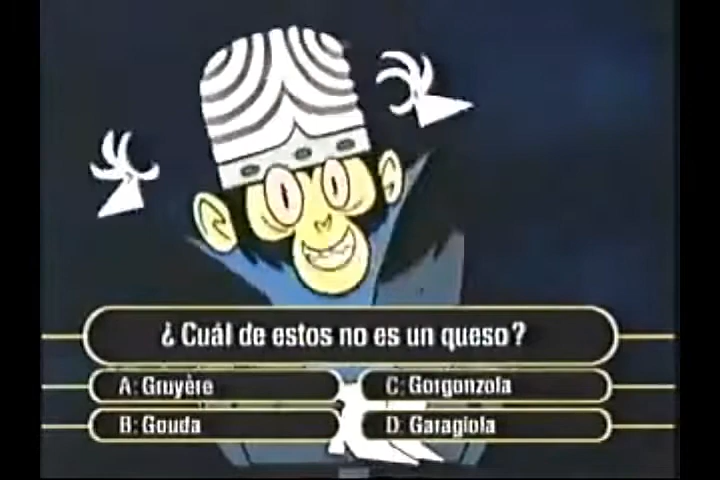 ¿Cuál de estos no es un queso?
A: Gruyère
C: Gorgonzola
B: Gouda
D: Garagiola